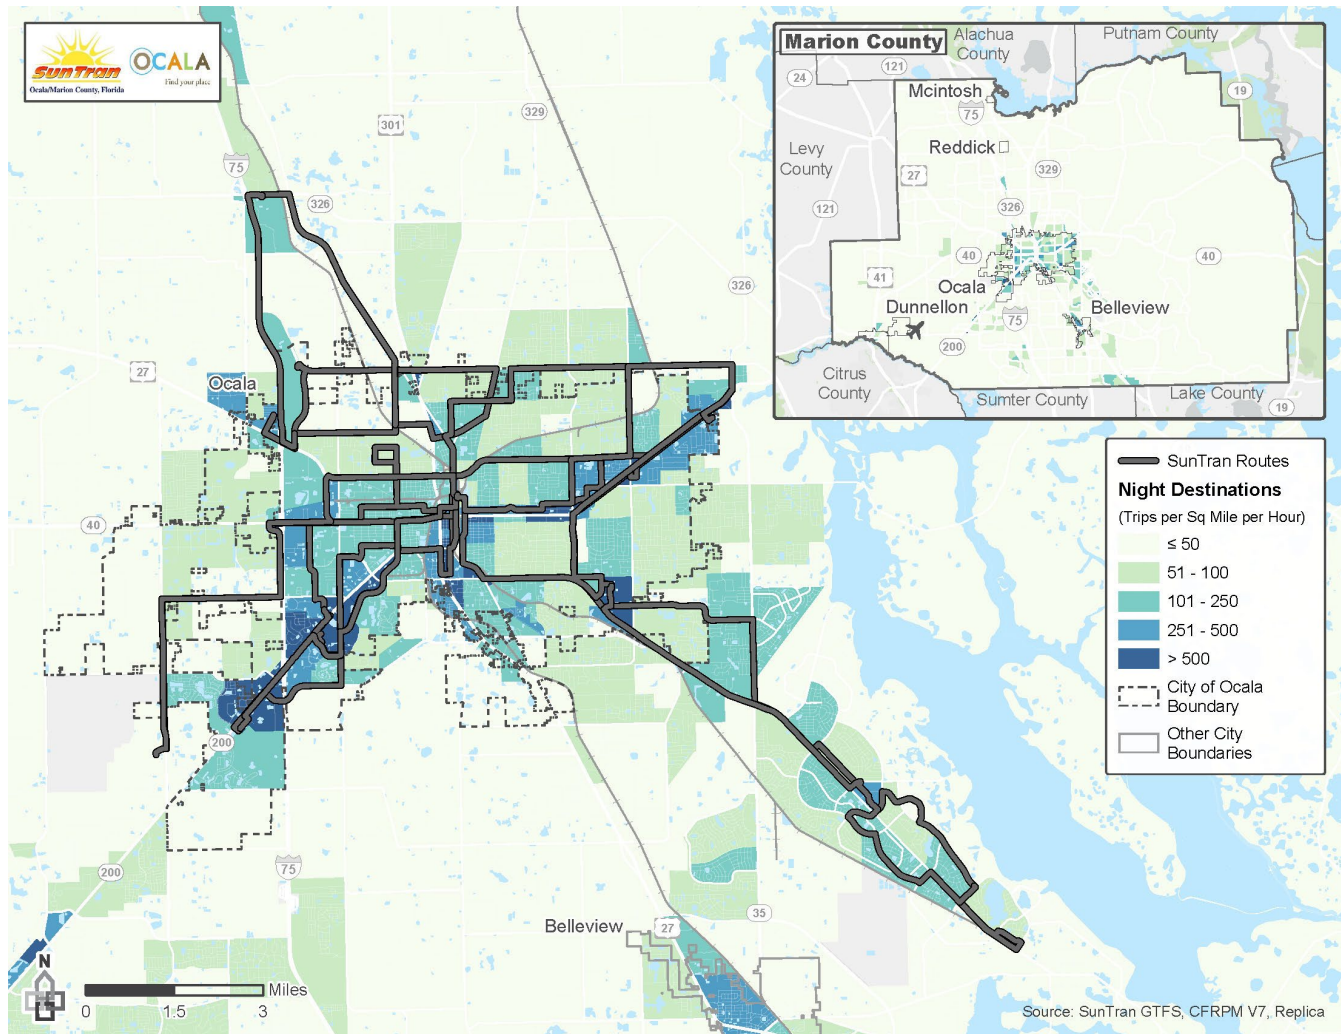 SunTran
Ocala/Marion County, Florida
OCALA
Find your place
Marion County
Alachua
County
Putnam County
121
24
19
Mcintosh
75
Levy
County
Reddick
27
329
121
326
40
40
41
Ocala
Dunnellon
75
Belleview
200
Citrus
County
Sumter County
Lake County
19
329
301
75
326
326
27
Ocala
40
200
200
75
Belleview
27
35
SunTran Routes
Night Destinations
(Trips per Sq Mile per Hour)
≤ 50
51 - 100
101 - 250
251 - 500
> 500
City of Ocala
Boundary
Other City
Boundaries
N
Miles
0 1.5 3
Source: SunTran GTFS, CFRPM V7, Replica